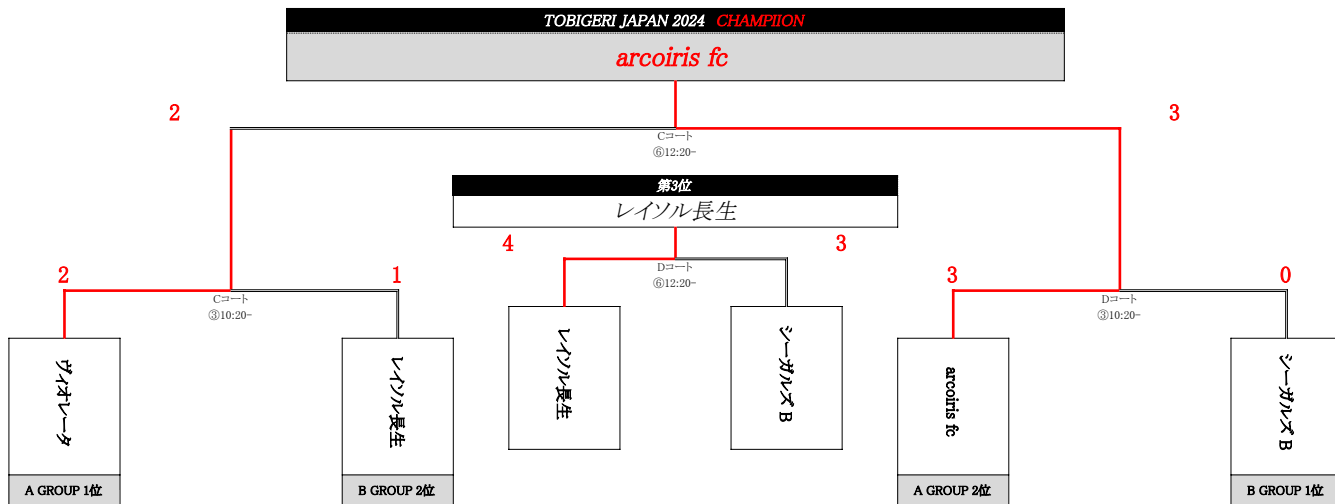 TOBIGERI JAPAN 2024 CHAMPIION
arcoiris fc
2
3
Cコート
⑥12:20-
第3位
レイソル長生
4
3
Dコート
⑥12:20-
2
1
Cコート
③10:20-
3
0
Dコート
③10:20-
ヴィオレータ
レイソル長生
レイソル長生
シーガルズ B
arcoiris fc
シーガルズ B
A GROUP 1位
B GROUP 2位
A GROUP 2位
B GROUP 1位